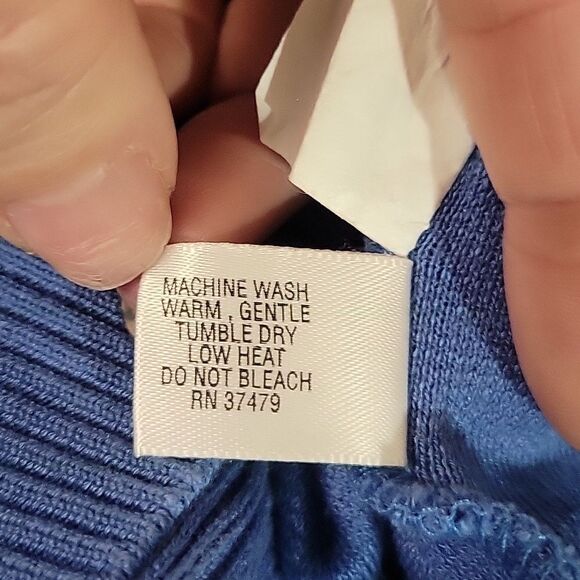 MACHINE WASH
WARM , GENTLE
TUMBLE DRY
LOW HEAT
DO NOT BLEACH
RN 37479